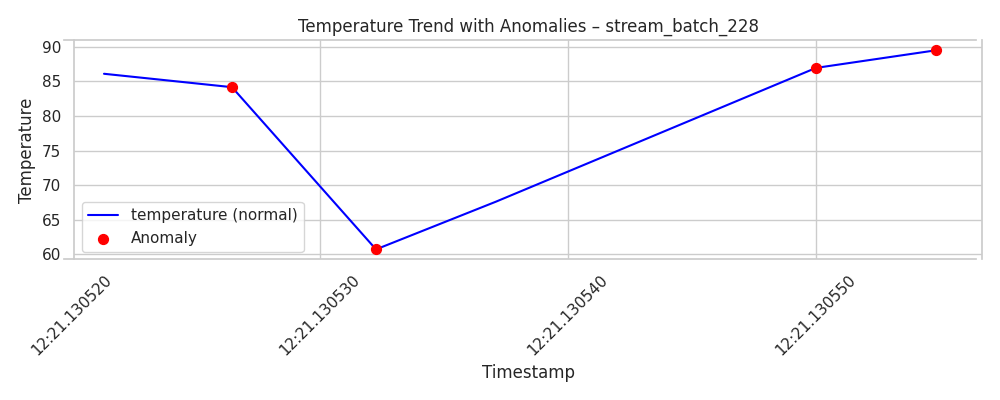 Temperature Trend with Anomalies – stream_batch_228
90
85
80
75
70
65
60
Temperature
temperature (normal)
Anomaly
12:21.130520
12:21.130530
12:21.130540
12:21.130550
Timestamp